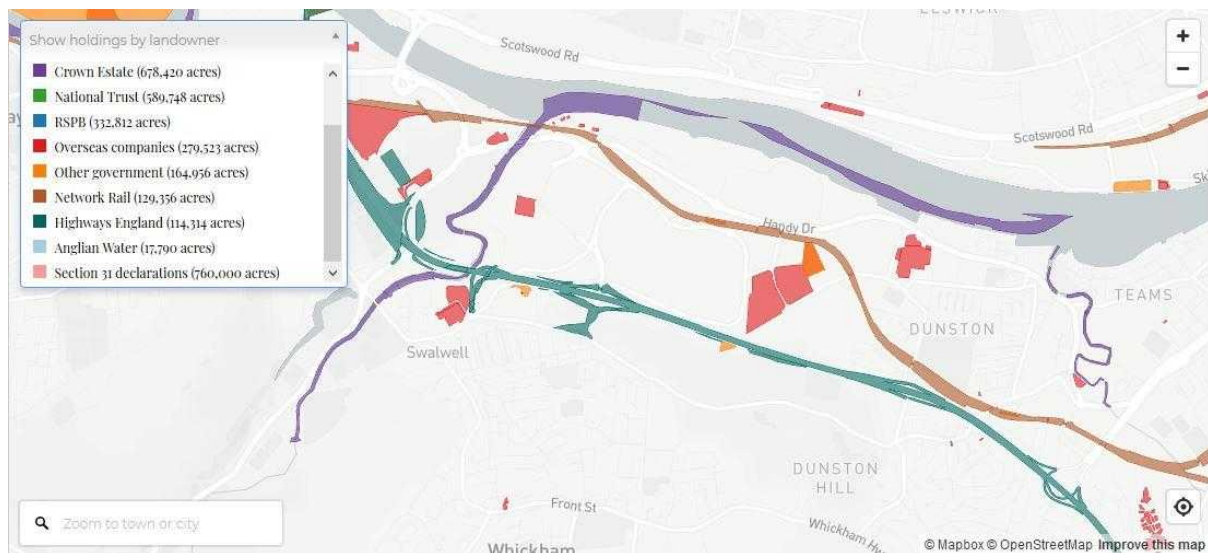 Show holdings by landowner
Crown Estate (678,420 acres)
National Trust (589,748 acres)
RSPB (332,812 acres)
Overseas companies (279,523 acres)
Other government (164,956 acres)
Network Rail (129,356 acres)
Highways England (114,314 acres)
Anglian Water (17,790 acres)
Section 31 declarations (760,000 acres)
Scotswood Rd
Scotswood Rd
Handy Dr
TEAMS
DUNSTON
Swalwell
DUNSTON
HILL
Front St
Whickham
Zoom to town or city
© Mapbox © OpenStreetMap Improve this map